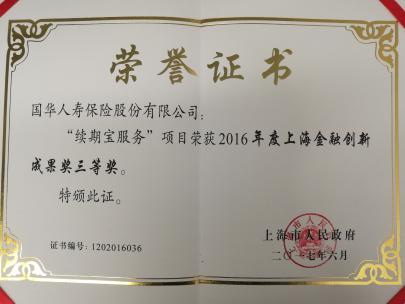 荣誉证书
国华人寿保险股份有限公司:
“续期宝服务”项目荣获2016年度上海金融创新
成果奖三等奖。
特颁此证。
上海市人民政府
证书编号:1202016036
二〇一七年六月